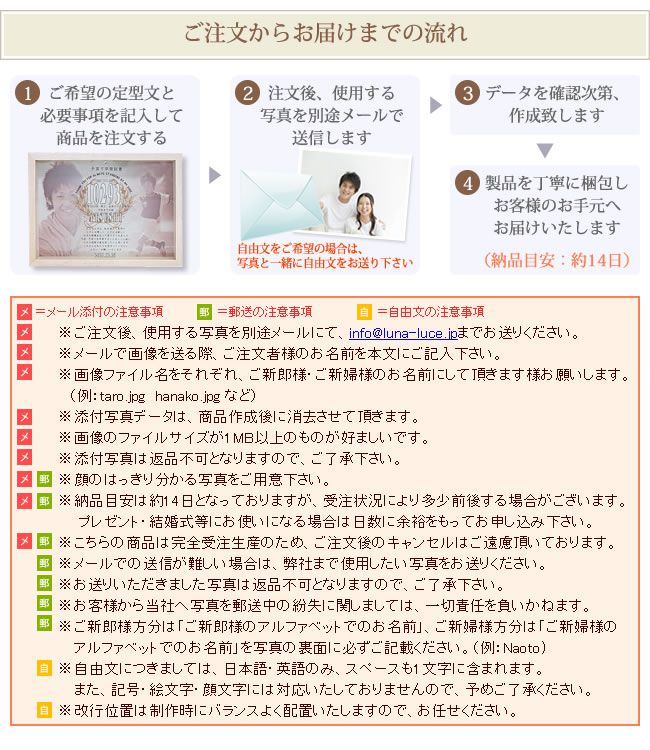 ご注文からお届けまでの流れ
1 ご希望の定型文と
必要事項を記入して
商品を注文する
2 注文後、使用する
写真を別途メールで
送信します
自由文をご希望の場合は、
写真と一緒に自由文をお送り下さい
3 データを確認次第、
作成致します
4 製品を丁寧に梱包し
お客様のお手元へ
お届けいたします
（納品目安：約14日）
メ ＝メール添付の注意事項 郵 ＝郵送の注意事項 自 ＝自由文の注意事項
メ ※ご注文後、使用する写真を別途メールにて、info@luna-luce.jpまでお送りください。
メ ※メールで画像を送る際、ご注文者様のお名前を本文にご記入下さい。
メ ※画像ファイル名をそれぞれ、ご新郎様・ご新婦様のお名前にして頂きます様お願いします。
（例：taro.jpg hanako.jpg など）
メ ※添付写真データは、商品作成後に消去させて頂きます。
メ ※画像のファイルサイズが1MB以上のものが好ましいです。
メ ※添付写真は返品不可となりますので、ご了承下さい。
メ 郵 ※顔のはっきり分かる写真をご用意下さい。
メ 郵 ※納品目安は約14日となっておりますが、受注状況により多少前後する場合がございます。
プレゼント・結婚式等にお使いになる場合は日数に余裕をもってお申し込み下さい。
メ 郵 ※こちらの商品は完全受注生産のため、ご注文後のキャンセルはご遠慮頂いております。
郵 ※メールでの送信が難しい場合は、弊社まで使用したい写真をお送りください。
郵 ※お送りいただきました写真は返品不可となりますので、ご了承下さい。
郵 ※お客様から当社へ写真を郵送中の紛失に関しましては、一切責任を負いかねます。
郵 ※ご新郎様方分は「ご新郎様のアルファベットでのお名前」、ご新婦様方分は「ご新婦様の
アルファベットでのお名前」を写真の裏面に必ずご記載ください。（例：Naoto）
自 ※自由文につきましては、日本語・英語のみ、スペースも1文字に含まれます。
また、記号・絵文字・顔文字には対応いたしておりませんので、予めご了承ください。
自 ※改行位置は制作時にバランスよく配置いたしますので、お任せください。